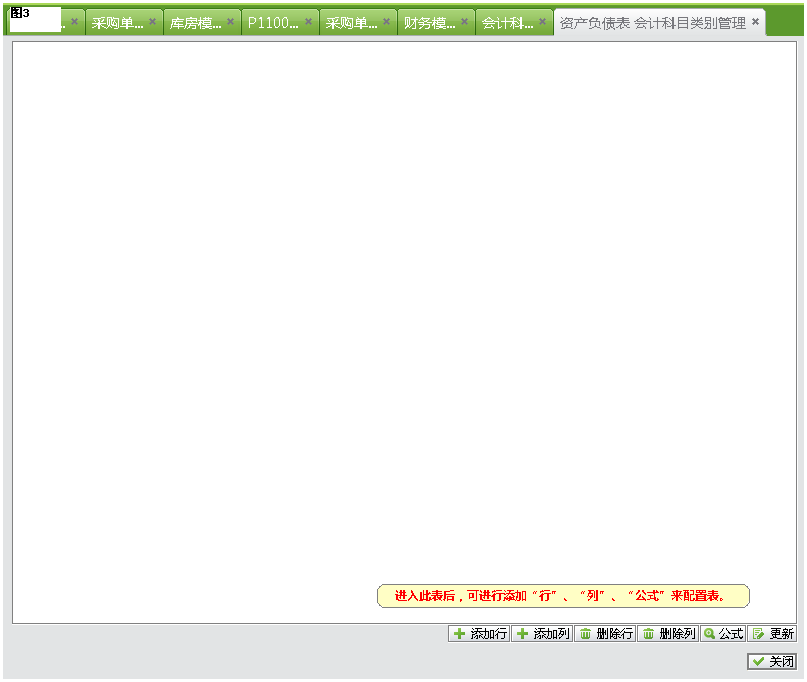 图3
... 采购单... 库房模... P1100... 采购单... 财务模... 会计科... 资产负债表 会计科目类别管理
进入此表后，可进行添加“行”、“列”、“公式”来配置表。
添加行 添加列 删除行 删除列 公式 更新
关闭